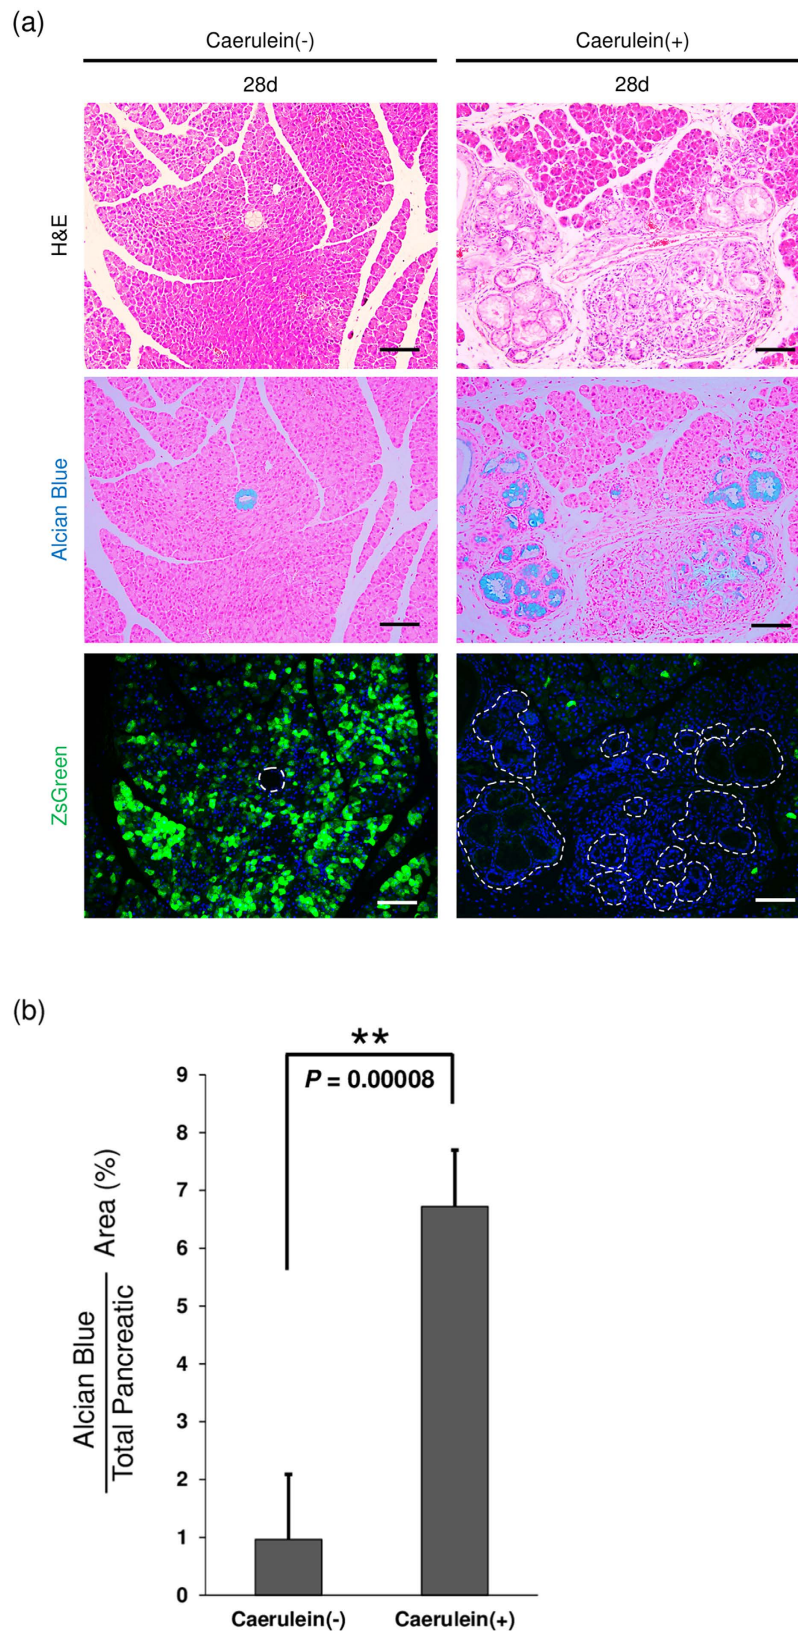 (a)
Caerulein(-)
Caerulein(+)
28d
28d
H&E
Alcian Blue
ZsGreen
(b)
**
P = 0.00008
Alcian Blue
Total Pancreatic
Area (%)
9
8
7
6
5
4
3
2
1
0
Caerulein(-)
Caerulein(+)